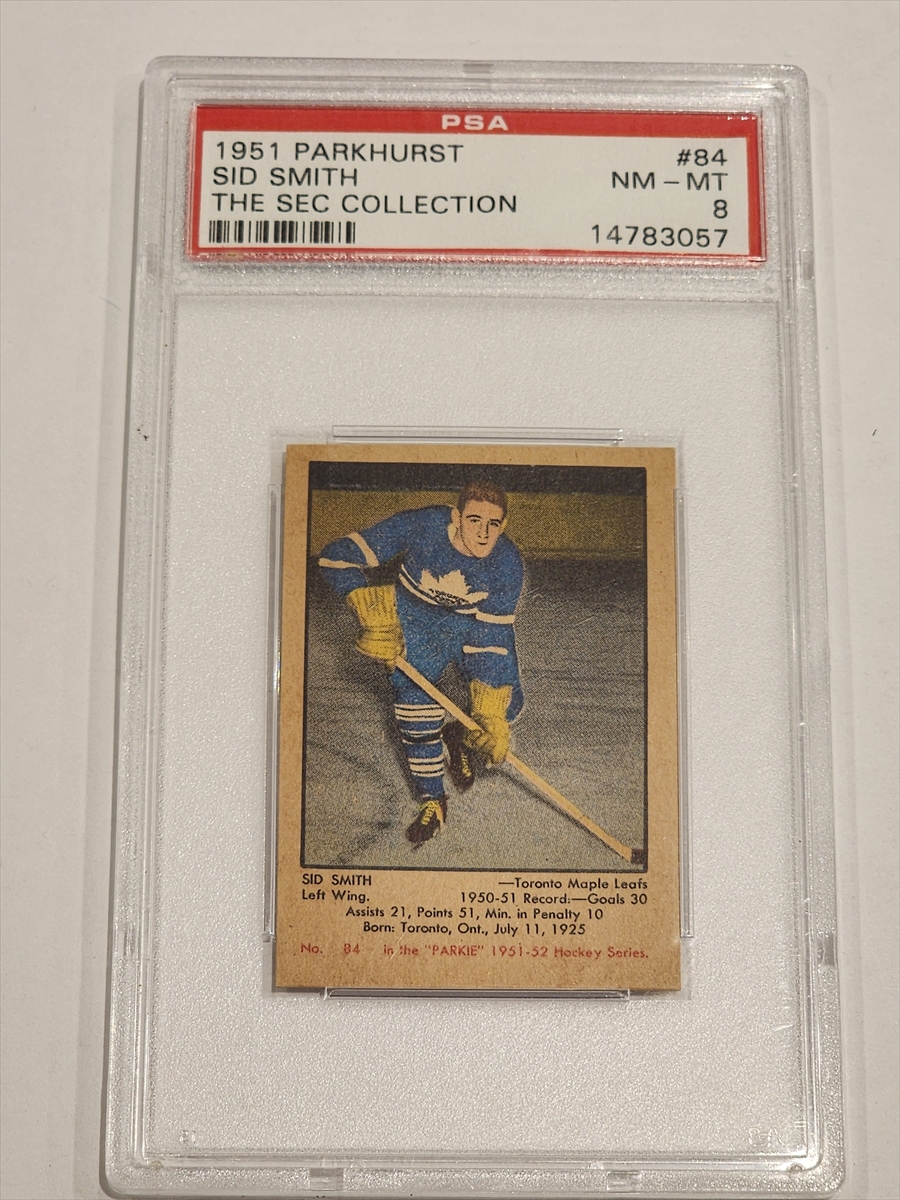 PSA
1951 PARKHURST #84
SID SMITH NM - MT
THE SEC COLLECTION 8
14783057
TORONTO
SID SMITH —Toronto Maple Leafs
Left Wing. 1950-51 Record:—Goals 30
Assists 21, Points 51, Min. in Penalty 10
Born: Toronto, Ont., July 11, 1925
No. 84 in the "PARKIE" 1951-52 Hockey Series.